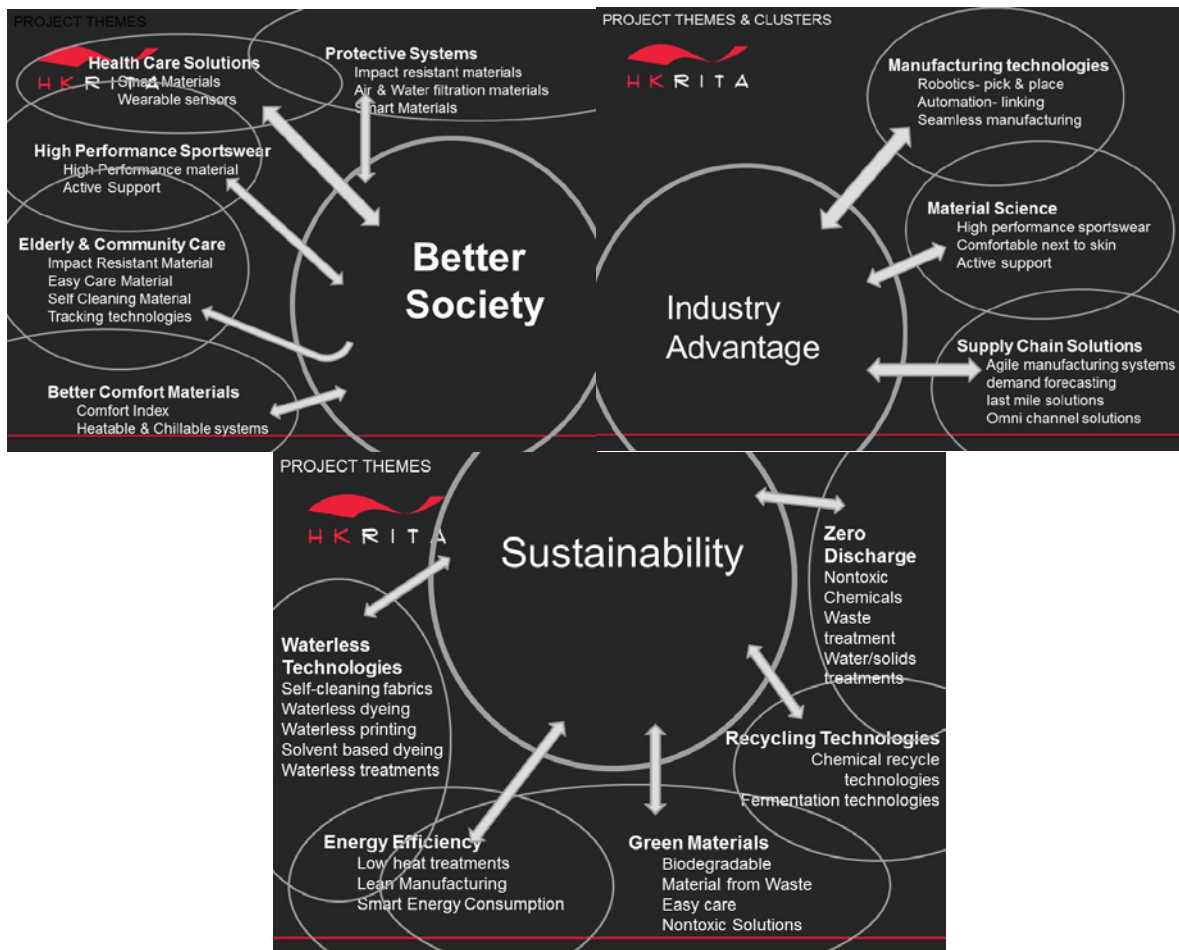 PROJECT THEMES
HKRITA
Health Care Solutions
Smart Materials
Wearable sensors
Protective Systems
Impact resistant materials
Air & Water filtration materials
Smart Materials
High Performance Sportswear
High Performance material
Active Support
Elderly & Community Care
Impact Resistant Material
Easy Care Material
Self Cleaning Material
Tracking technologies
Better Comfort Materials
Comfort Index
Heatable & Chillable systems
Better
Society
PROJECT THEMES & CLUSTERS
HKRITA
Manufacturing technologies
Robotics- pick & place
Automation- linking
Seamless manufacturing
Material Science
High performance sportswear
Comfortable next to skin
Active support
Industry
Advantage
Supply Chain Solutions
Agile manufacturing systems
demand forecasting
last mile solutions
Omni channel solutions
PROJECT THEMES
HKRITA
Sustainability
Zero
Discharge
Nontoxic
Chemicals
Waste
treatment
Water/solids
treatments
Waterless
Technologies
Self-cleaning fabrics
Waterless dyeing
Waterless printing
Solvent based dyeing
Waterless treatments
Recycling Technologies
Chemical recycle
technologies
Fermentation technologies
Energy Efficiency
Low heat treatments
Lean Manufacturing
Smart Energy Consumption
Green Materials
Biodegradable
Material from Waste
Easy care
Nontoxic Solutions